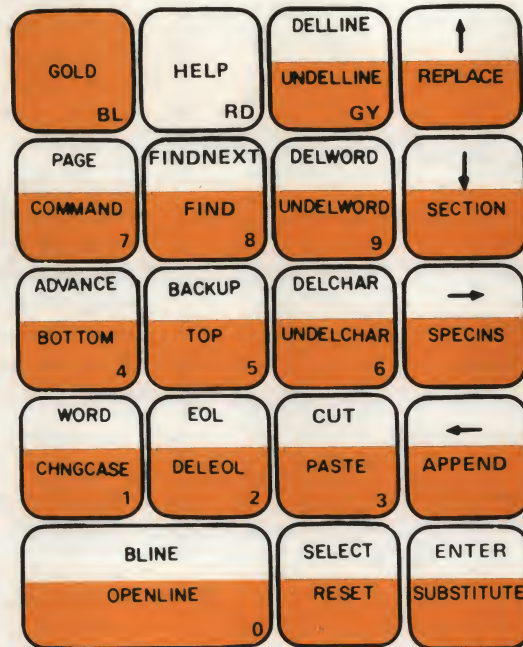 DELLINE ↑
GOLD HELP UNDELLINE REPLACE
BL RD GY
PAGE FINDNEXT DELWORD ↓
COMMAND FIND UNDELWORD SECTION
7 8 9
ADVANCE BACKUP DELCHAR →
BOTTOM TOP UNDELCHAR SPECINS
4 5 6
WORD EOL CUT ←
CHNGCASE DELEOL PASTE APPEND
1 2 3
BLINE SELECT ENTER
OPENLINE RESET SUBSTITUTE
0